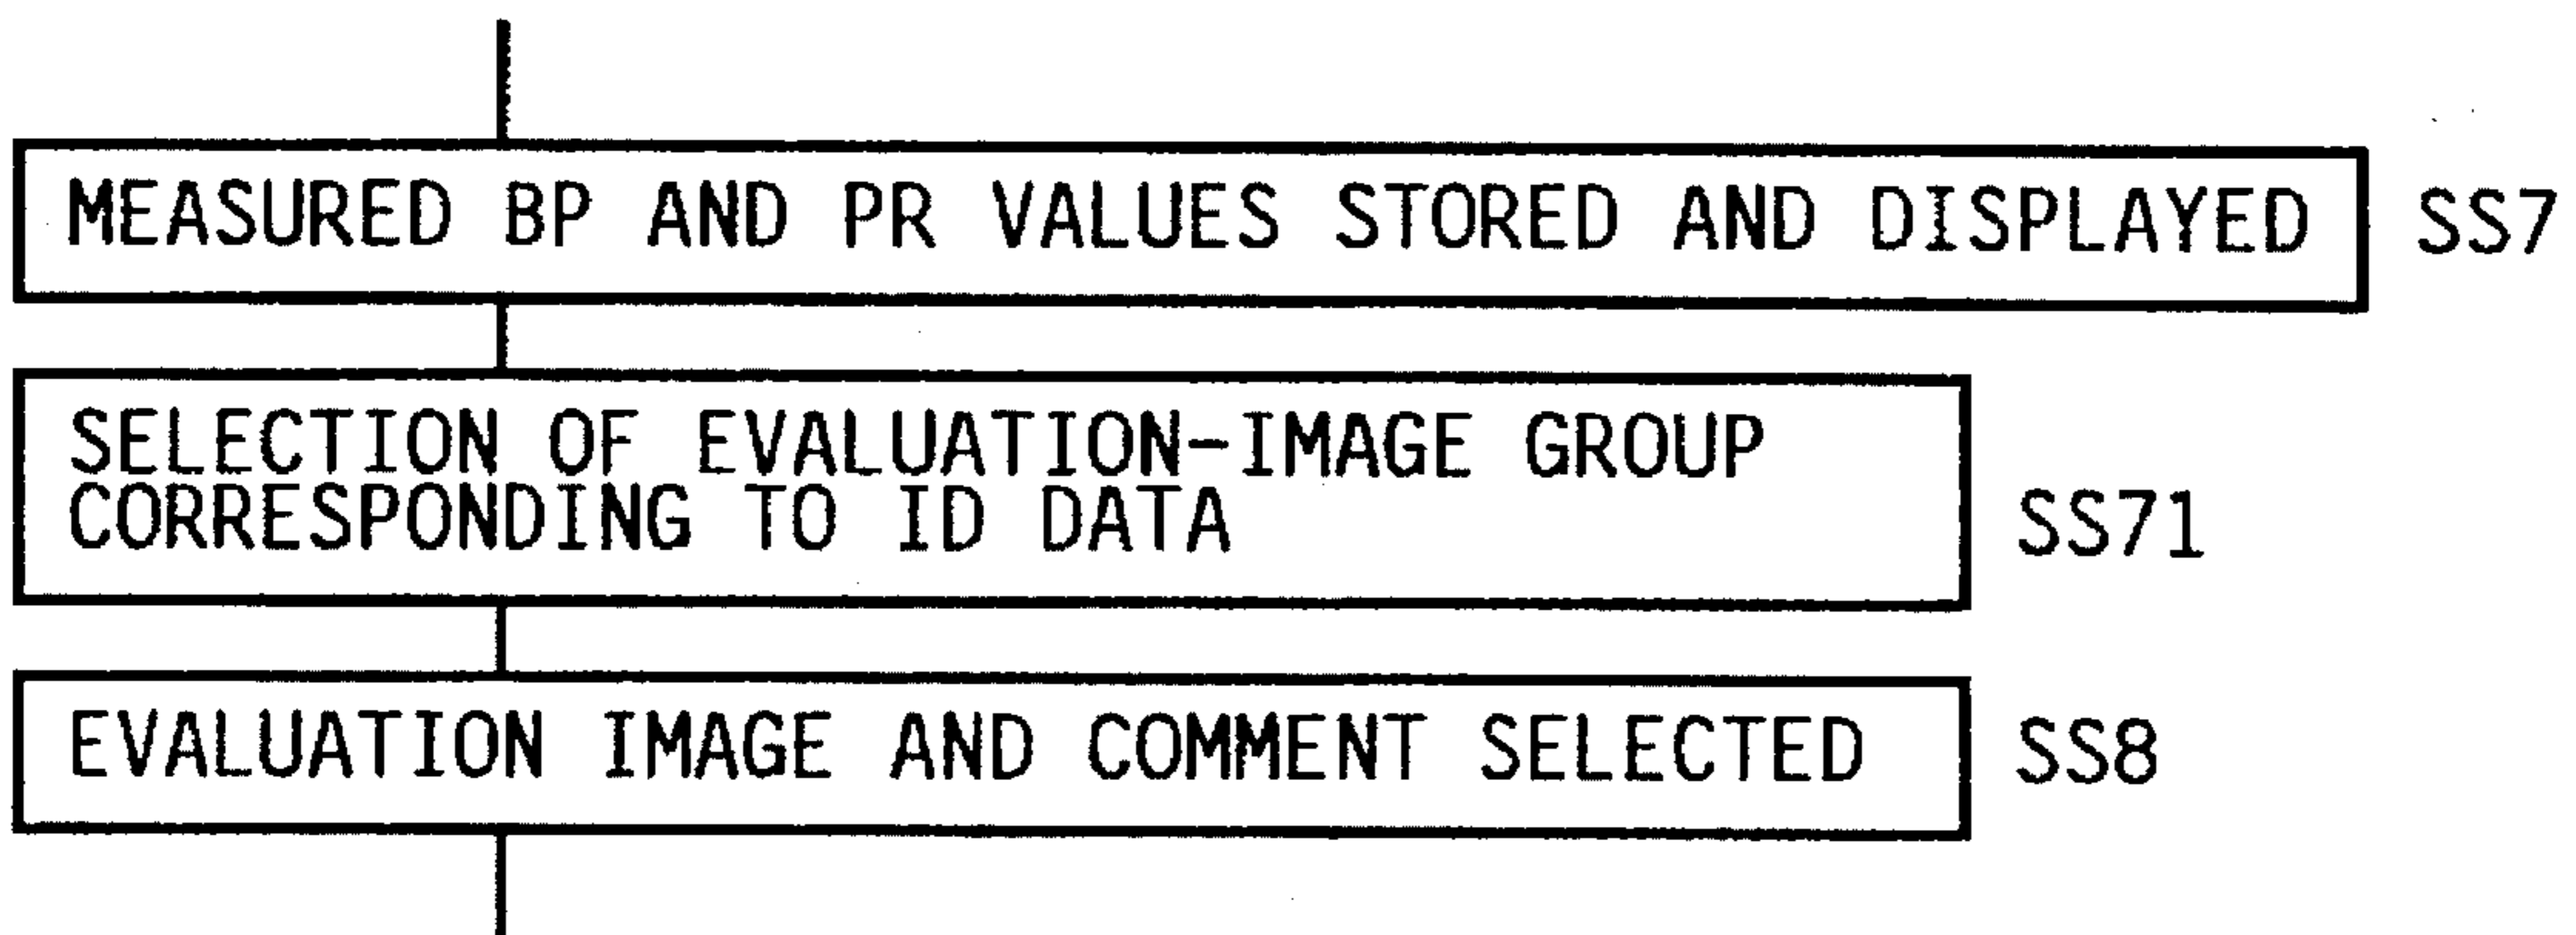 MEASURED BP AND PR VALUES STORED AND DISPLAYED SS7
SELECTION OF EVALUATION-IMAGE GROUP
CORRESPONDING TO ID DATA SS71
EVALUATION IMAGE AND COMMENT SELECTED SS8